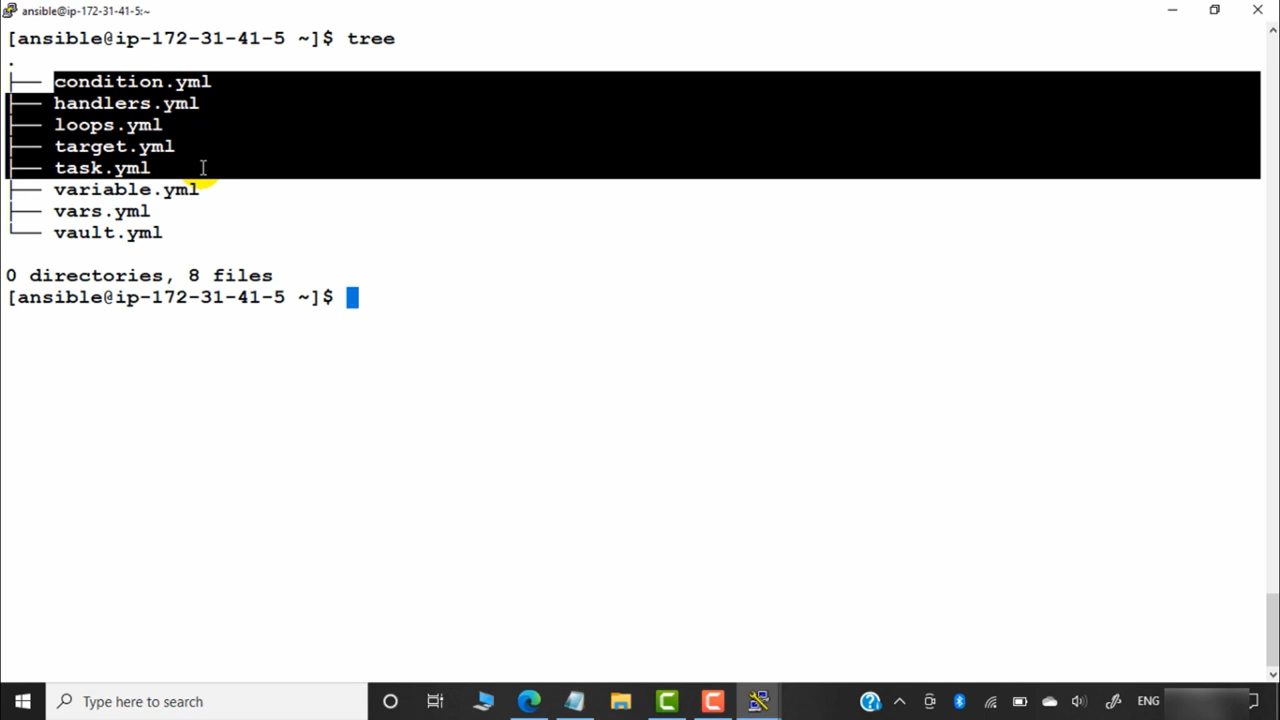 ansible@ip-172-31-41-5:~
[ansible@ip-172-31-41-5 ~]$ tree
.
├── condition.yml
├── handlers.yml
├── loops.yml
├── target.yml
├── task.yml
├── variable.yml
├── vars.yml
└── vault.yml
0 directories, 8 files
[ansible@ip-172-31-41-5 ~]$
Type here to search
ENG